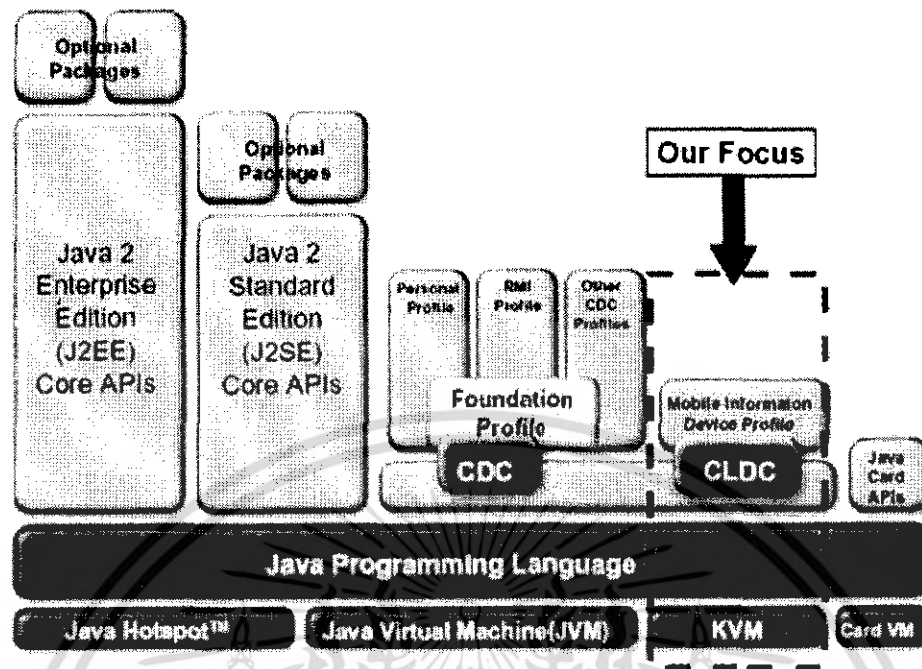 Optional
Packages
Optional
Packages
Our Focus
Java 2
Enterprise
Edition
(J2EE)
Core APIs
Java 2
Standard
Edition
(J2SE)
Core APIs
Personal
Profile
RMI
Profile
Other
CDC
Profiles
Foundation
Profile
CDC
Mobile Information
Device Profile
CLDC
Java
Card
APIs
Java Programming Language
Java Hotspot™
Java Virtual Machine(JVM)
KVM
Card VM